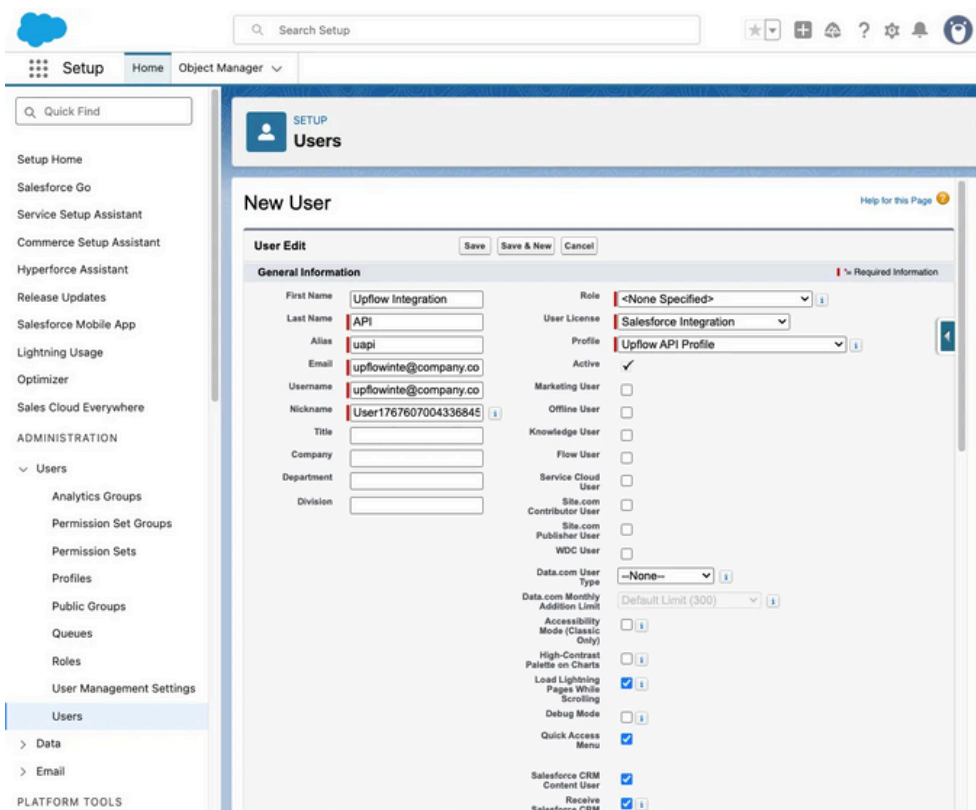 Search Setup
Setup
Home
Object Manager
Quick Find
Setup Home
Salesforce Go
Service Setup Assistant
Commerce Setup Assistant
Hyperforce Assistant
Release Updates
Salesforce Mobile App
Lightning Usage
Optimizer
Sales Cloud Everywhere
ADMINISTRATION
Users
Analytics Groups
Permission Set Groups
Permission Sets
Profiles
Public Groups
Queues
Roles
User Management Settings
Users
Data
Email
PLATFORM TOOLS
SETUP
Users
New User
Help for this Page
User Edit
Save
Save & New
Cancel
General Information
= Required Information
First Name Upflow Integration
Last Name API
Alias uapi
Email upflowinte@company.co
Username upflowinte@company.co
Nickname User1767607004336845
Title
Company
Department
Division
Role <None Specified>
User License Salesforce Integration
Profile Upflow API Profile
Active
Marketing User
Offline User
Knowledge User
Flow User
Service Cloud
User
Site.com
Contributor User
Site.com
Publisher User
WDC User
Data.com User
Type --None--
Data.com Monthly
Addition Limit Default Limit (300)
Accessibility
Mode (Classic
Only)
High-Contrast
Palette on Charts
Load Lightning
Pages While
Scrolling
Debug Mode
Quick Access
Menu
Salesforce CRM
Content User
Receive
Salesforce CRM